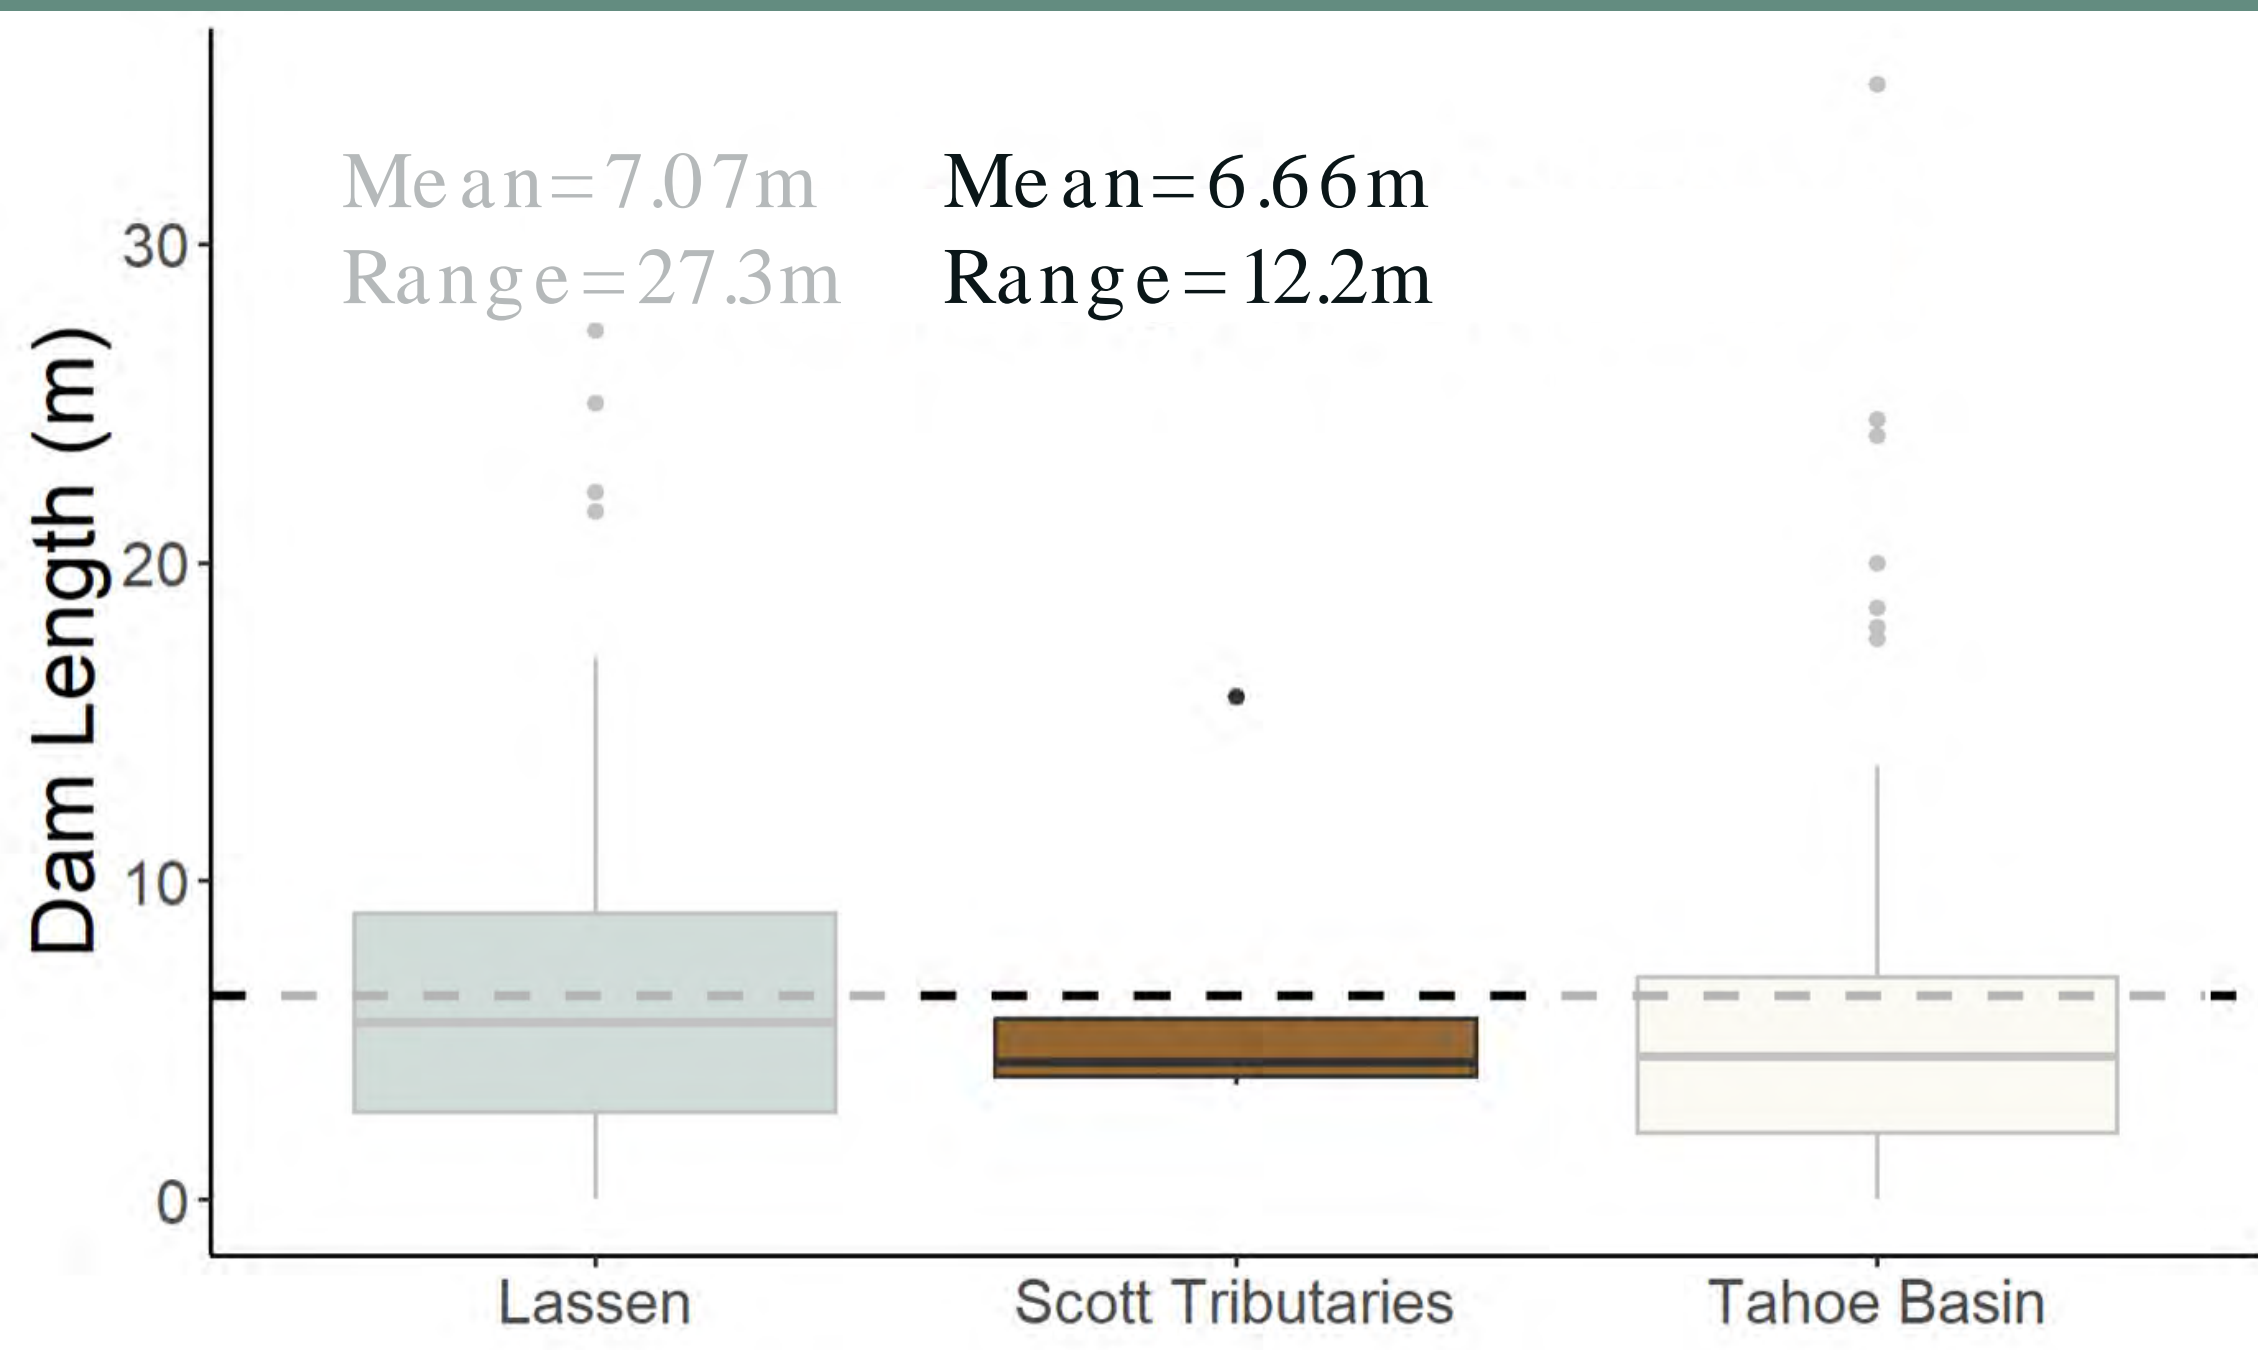 Mean=7.07m
Range=27.3m
Mean=6.66m
Range=12.2m
Dam Length (m)
30
20
10
0
Lassen
Scott Tributaries
Tahoe Basin